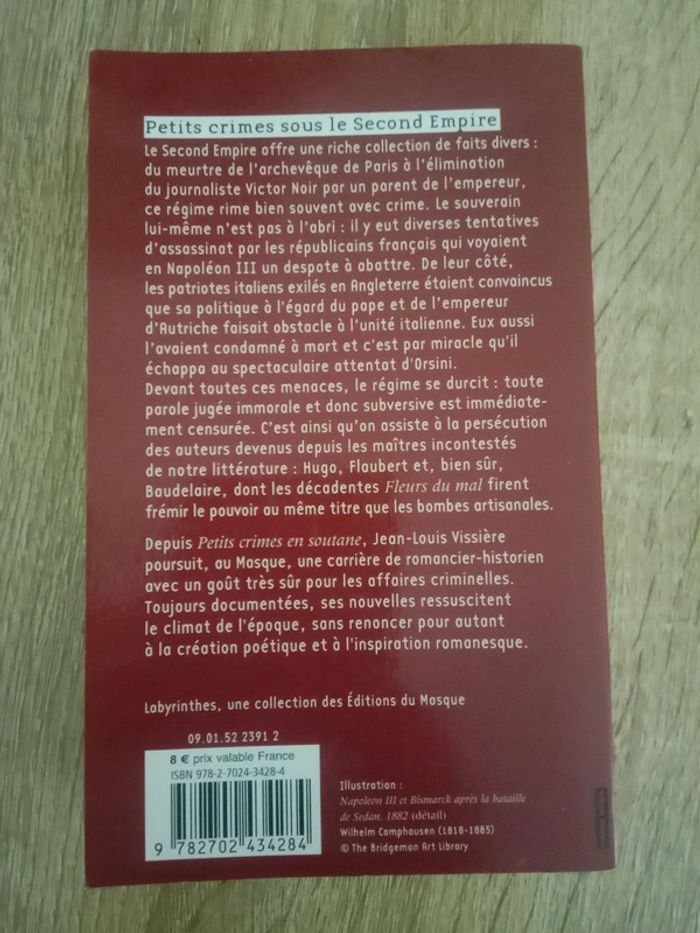 Petits crimes sous le Second Empire
Le Second Empire offre une riche collection de faits divers :
du meurtre de l'archevêque de Paris à l'élimination
du journaliste Victor Noir par un parent de l'empereur,
ce régime rime bien souvent avec crime. Le souverain
lui-même n'est pas à l'abri : il y eut diverses tentatives
d'assassinat par les républicains français qui voyaient
en Napoléon III un despote à abattre. De leur côté,
les patriotes italiens exilés en Angleterre étaient convaincus
que sa politique à l'égard du pape et de l'empereur
d'Autriche faisait obstacle à l'unité italienne. Eux aussi
l'avaient condamné à mort et c'est par miracle qu'il
échappa au spectaculaire attentat d'Orsini.
Devant toutes ces menaces, le régime se durcit : toute
parole jugée immorale et donc subversive est immédiate-
ment censurée. C'est ainsi qu'on assiste à la persécution
des auteurs devenus depuis les maîtres incontestés
de notre littérature : Hugo, Flaubert et, bien sûr,
Baudelaire, dont les décadentes Fleurs du mal firent
frémir le pouvoir au même titre que les bombes artisanales.
Depuis Petits crimes en soutane, Jean-Louis Vissière
poursuit, au Masque, une carrière de romancier-historien
avec un goût très sûr pour les affaires criminelles.
Toujours documentées, ses nouvelles ressuscitent
le climat de l'époque, sans renoncer pour autant
à la création poétique et à l'inspiration romanesque.
Labyrinthes, une collection des Éditions du Masque
09.01.52 2391 2
8 € prix valable France
ISBN 978-2-7024-3428-4
9 782702 434284
Illustration :
Napoléon III et Bismarck après la bataille
de Sedan, 1882 (détail)
Wilhelm Camphausen (1818-1885)
© The Bridgeman Art Library